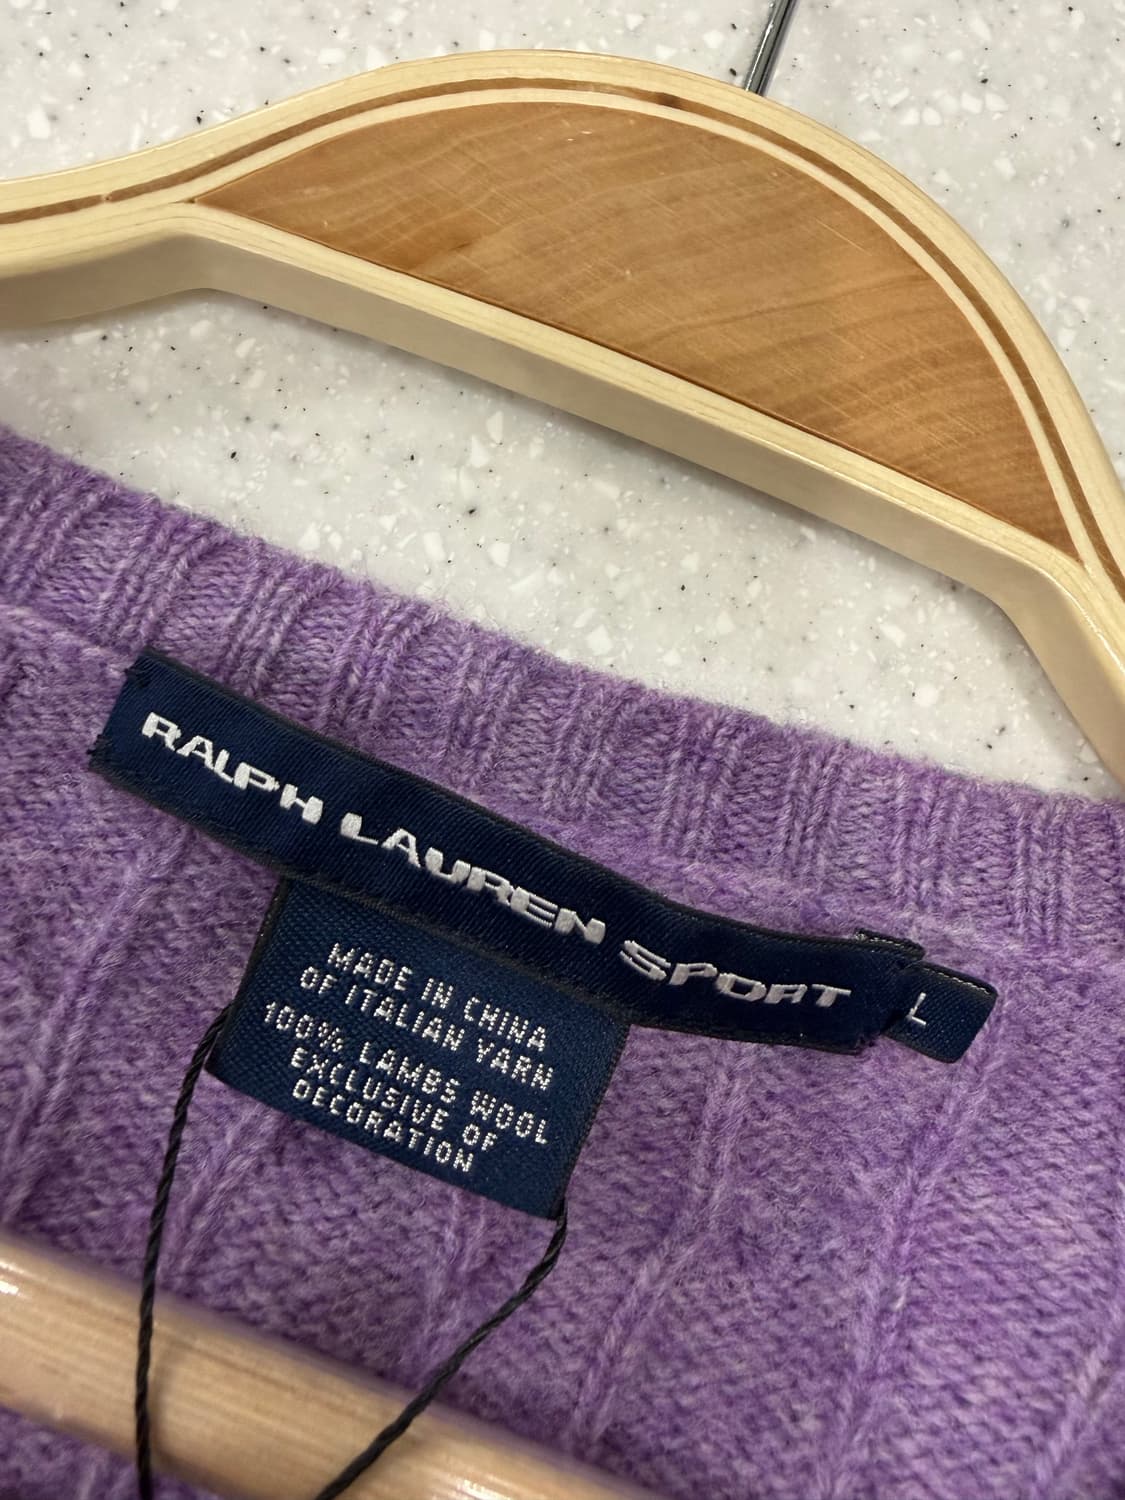 RALPH LAUREN SPORT
L
MADE IN CHINA
OF ITALIAN YARN
100% LAMBS WOOL
EXCLUSIVE OF
DECORATION